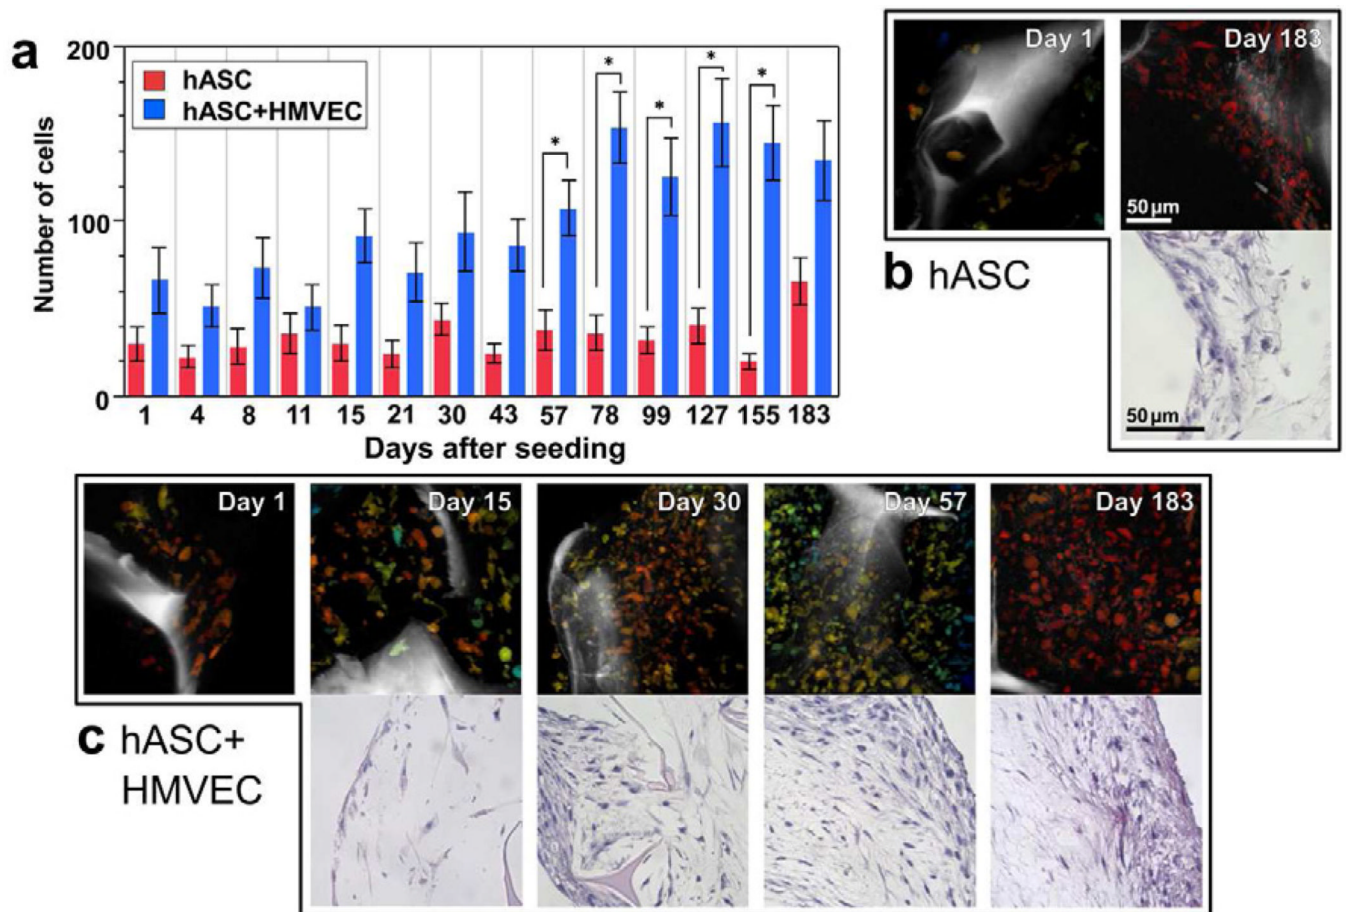 a
200
100
0
Number of cells
hASC
hASC+HMVEC
* * * * *
1 4 8 11 15 21 30 43 57 78 99 127 155 183
Days after seeding
Day 1
Day 183
50 µm
50 µm
b hASC
Day 1
Day 15
Day 30
Day 57
Day 183
c hASC+
HMVEC